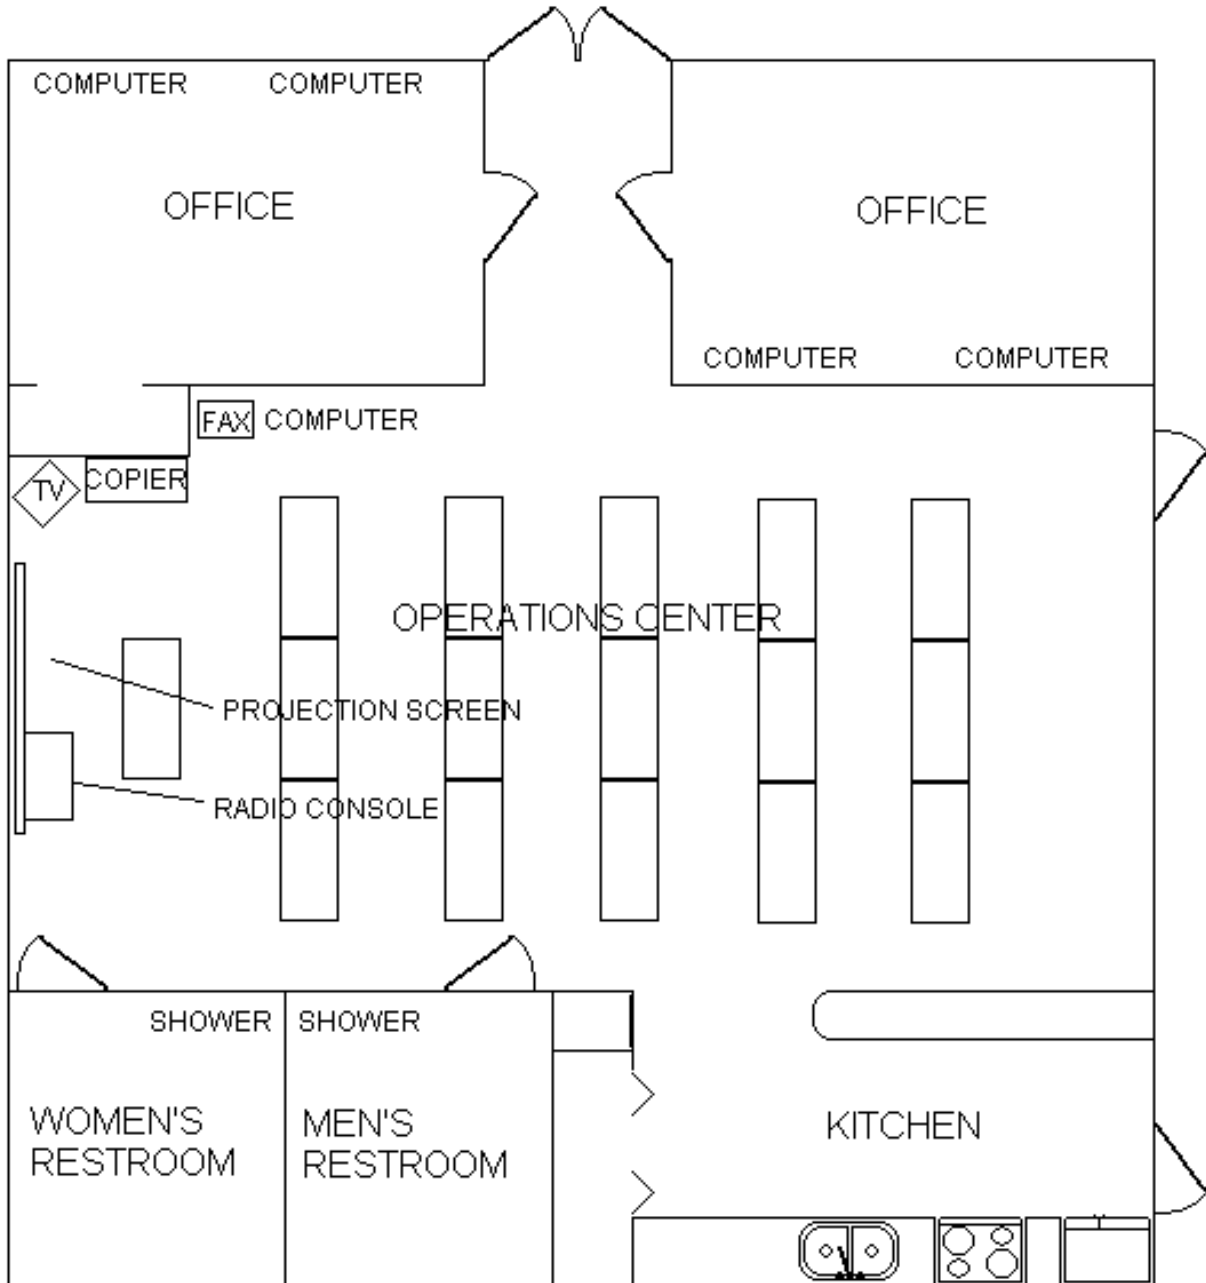 COMPUTER
COMPUTER
OFFICE
OFFICE
COMPUTER
COMPUTER
FAX
COMPUTER
TV
COPIER
OPERATIONS CENTER
PROJECTION SCREEN
RADIO CONSOLE
SHOWER
SHOWER
WOMEN'S
RESTROOM
MEN'S
RESTROOM
KITCHEN